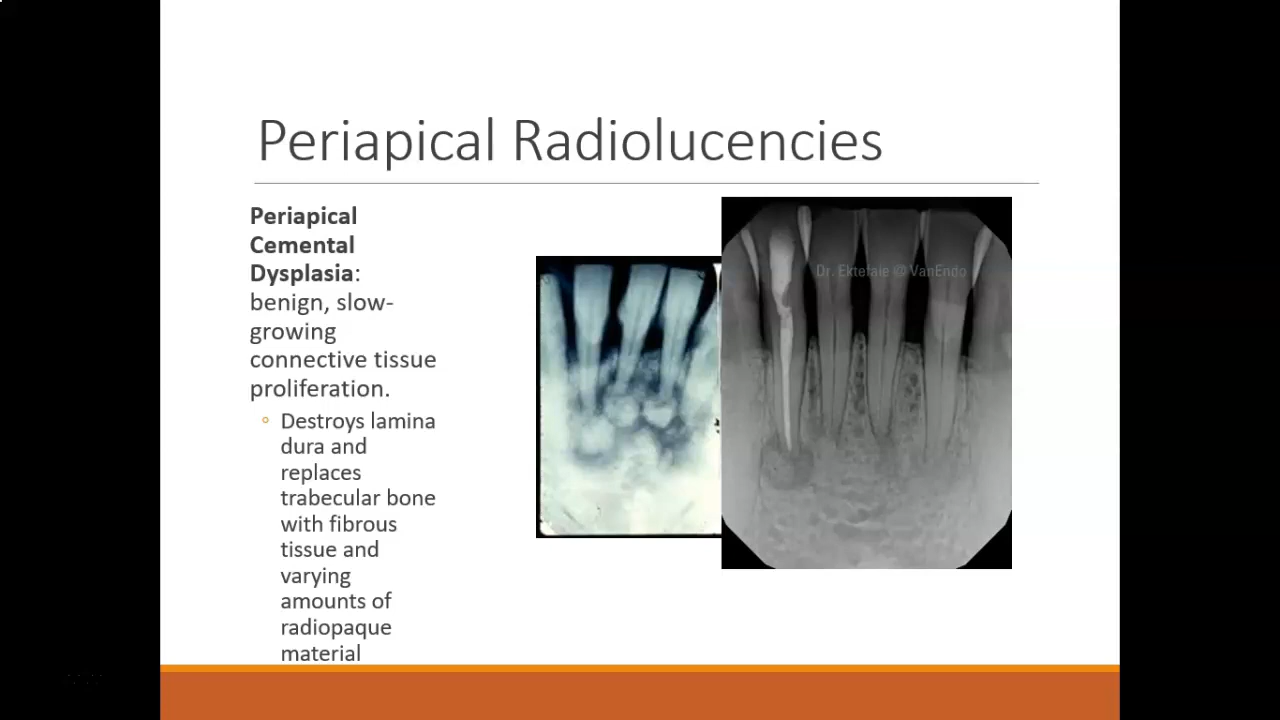 Periapical Radiolucencies
Periapical
Cemental
Dysplasia:
benign, slow-
growing
connective tissue
proliferation.
Destroys lamina
dura and
replaces
trabecular bone
with fibrous
tissue and
varying
amounts of
radiopaque
material
Dr. Ektefaie @ VanEndo